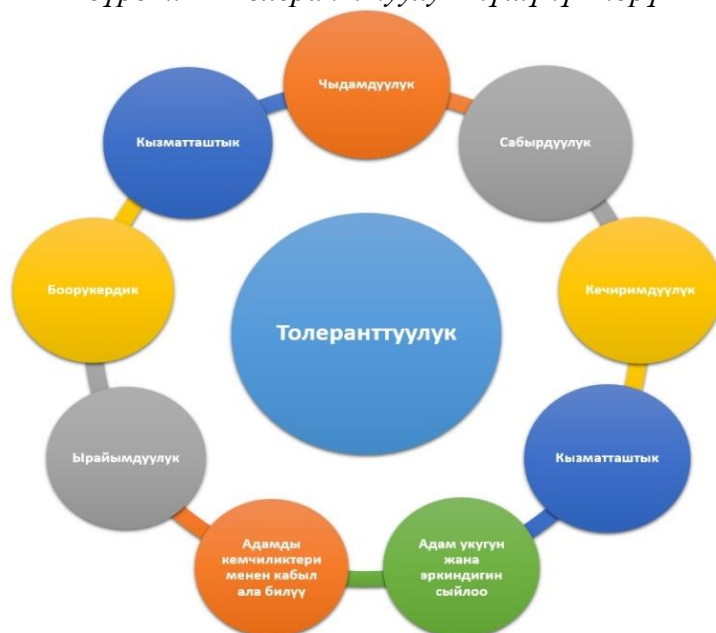 Чыдамдуулук
Сабырдуулук
Кечиримдүүлүк
Кызматташтык
Адам укугун
жана
эркиндигин
сыйлоо
Адамды
кемчиликтери
менен кабыл
ала билүү
Ырайымдуулук
Боорукердик
Кызматташтык
Толеранттуулук